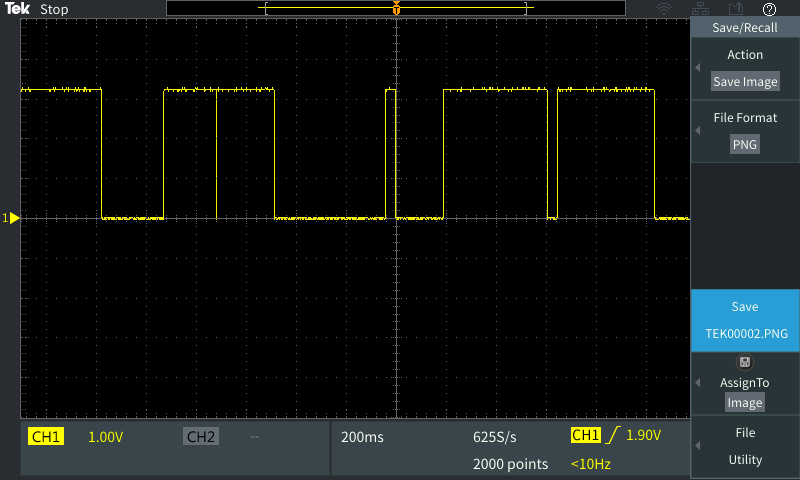 Tek Stop
T
?
Save/Recall
Action
Save Image
File Format
PNG
1
Save
TEK00002.PNG
AssignTo
Image
File
Utility
CH1 1.00V CH2 -- 200ms 625S/s CH1 1.90V
2000 points <10Hz